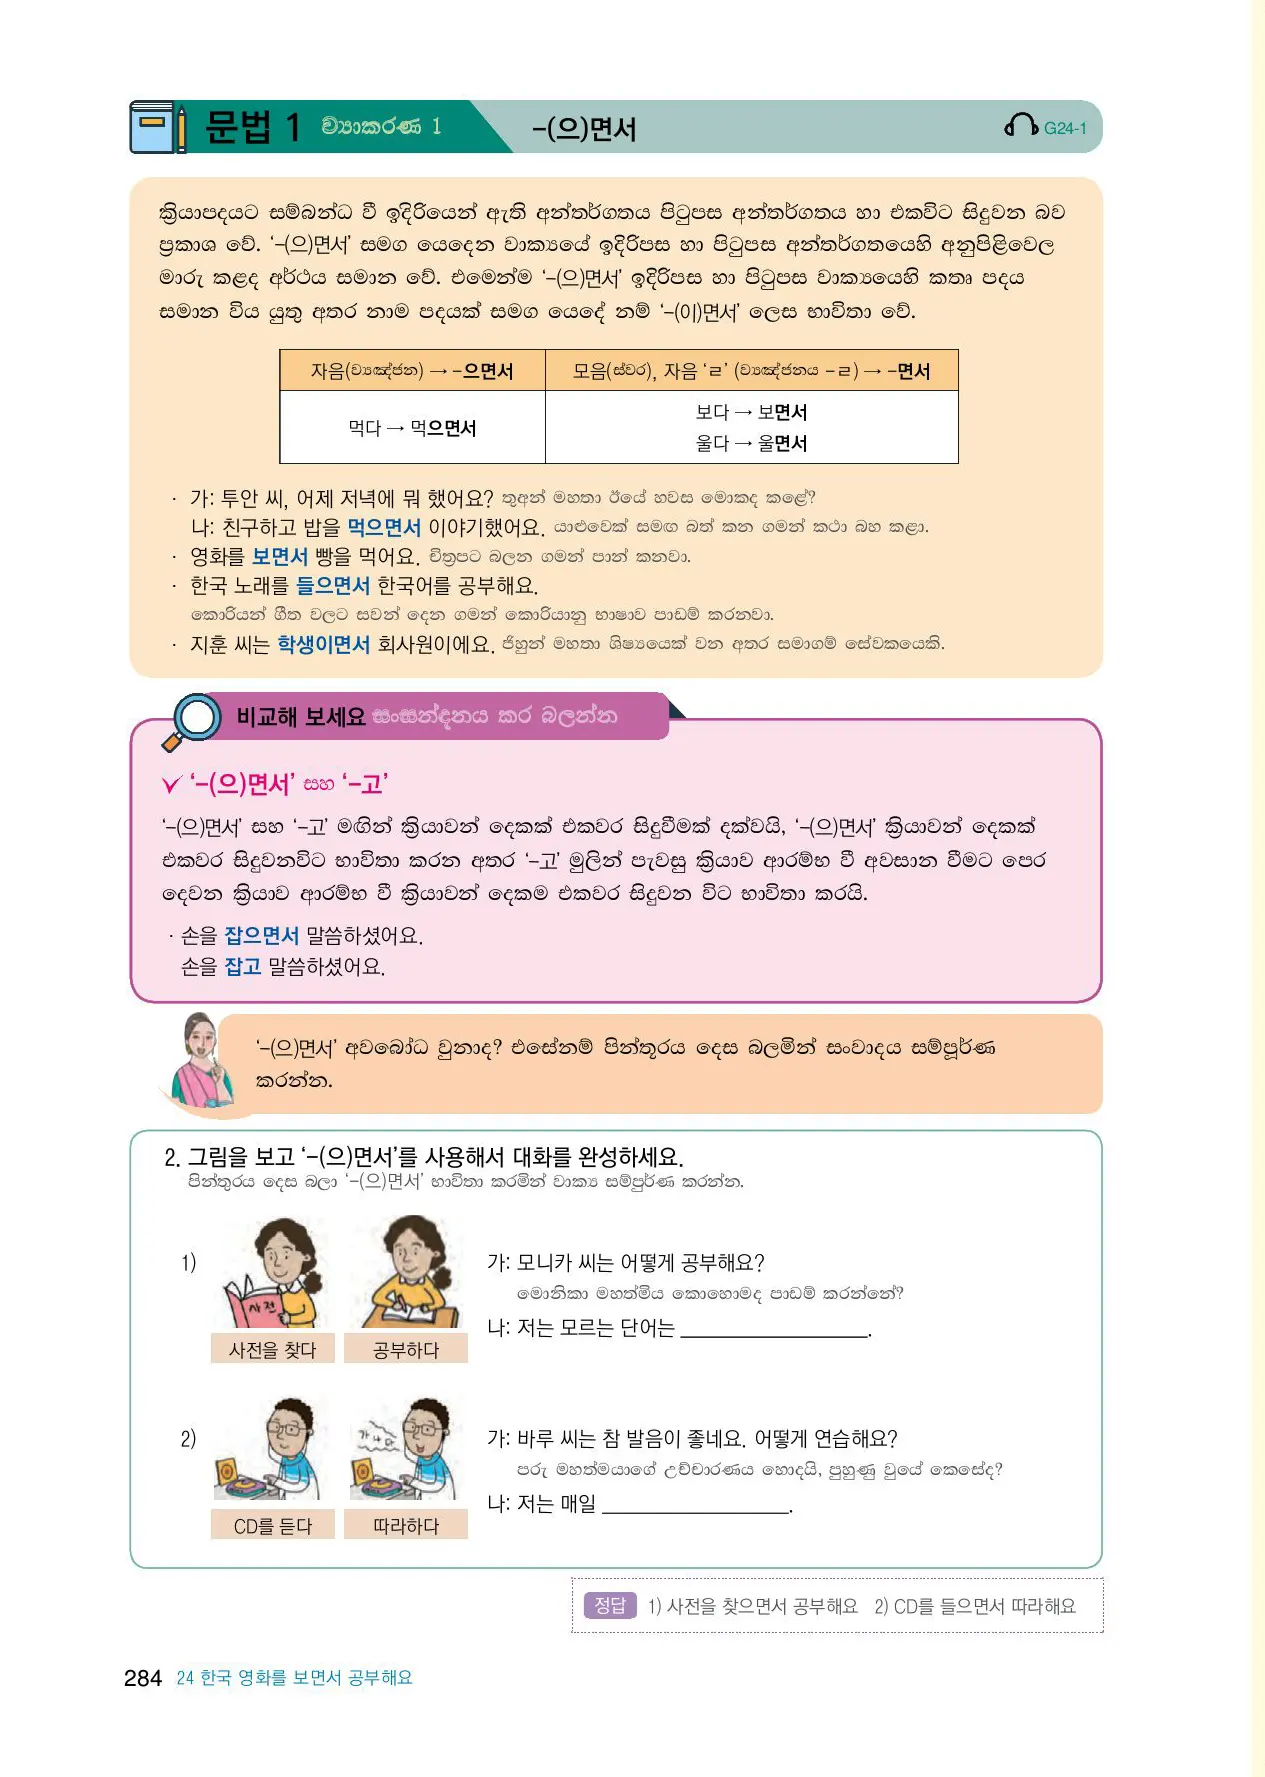 문법 1 ව්‍යාකරණ 1 -(으)면서 G24-1
ක්‍රියාපදයට සම්බන්ධ වී ඉදිරියෙන් ඇති අන්තර්ගතය පිටුපස අන්තර්ගතය හා එකවිට සිදුවන බව
ප්‍රකාශ වේ. ‘-(으)면서’ සමග යෙදෙන වාක්‍යයේ ඉදිරිපස හා පිටුපස අන්තර්ගතයෙහි අනුපිළිවෙල
මාරු කළද අර්ථය සමාන වේ. එමෙන්ම ‘-(으)면서’ ඉදිරිපස හා පිටුපස වාක්‍යයෙහි කතෘ පදය
සමාන විය යුතු අතර නාම පදයක් සමග යෙදේ නම් ‘-(이)면서’ ලෙස භාවිතා වේ.
자음(ව්‍යඤ්ජන) → -으면서 모음(ස්වර), 자음 ‘ㄹ’ (ව්‍යඤ්ජනය -ㄹ) → -면서
먹다 → 먹으면서 보다 → 보면서
울다 → 울면서
· 가: 투안 씨, 어제 저녁에 뭐 했어요? තුඅන් මහතා ඊයේ හවස මොකද කළේ?
나: 친구하고 밥을 먹으면서 이야기했어요. යාළුවෙක් සමඟ බත් කන ගමන් කථා බහ කළා.
· 영화를 보면서 빵을 먹어요. චිත්‍රපට බලන ගමන් පාන් කනවා.
· 한국 노래를 들으면서 한국어를 공부해요.
කොරියන් ගීත වලට සවන් දෙන ගමන් කොරියානු භාෂාව පාඩම් කරනවා.
· 지훈 씨는 학생이면서 회사원이에요. ජිහුන් මහතා ශිෂ්‍යයෙක් වන අතර සමාගම් සේවකයෙකි.
비교해 보세요 සංසන්දනය කර බලන්න
‘-(으)면서’ සහ ‘-고’
‘-(으)면서’ සහ ‘-고’ මඟින් ක්‍රියාවන් දෙකක් එකවර සිදුවීමක් දක්වයි, ‘-(으)면서’ ක්‍රියාවන් දෙකක්
එකවර සිදුවනවිට භාවිතා කරන අතර ‘-고’ මුලින් පැවසු ක්‍රියාව ආරම්භ වී අවසාන වීමට පෙර
දෙවන ක්‍රියාව ආරම්භ වී ක්‍රියාවන් දෙකම එකවර සිදුවන විට භාවිතා කරයි.
· 손을 잡으면서 말씀하셨어요.
손을 잡고 말씀하셨어요.
‘-(으)면서’ අවබෝධ වුනාද? එසේනම් පින්තූරය දෙස බලමින් සංවාදය සම්පූර්ණ
කරන්න.
2. 그림을 보고 ‘-(으)면서’를 사용해서 대화를 완성하세요.
පින්තුරය දෙස බලා ‘-(으)면서’ භාවිතා කරමින් වාක්‍ය සම්පුර්ණ කරන්න.
1) 가: 모니카 씨는 어떻게 공부해요?
මොනිකා මහත්මිය කොහොමද පාඩම් කරන්නේ?
사전
나: 저는 모르는 단어는 ____________________.
사전을 찾다 공부하다
2) 가: 바루 씨는 참 발음이 좋네요. 어떻게 연습해요?
가 나 다
පරු මහත්මයාගේ උච්චාරණය හොදයි, පුහුණු වුයේ කෙසේද?
나: 저는 매일 ____________________.
CD를 듣다 따라하다
정답 1) 사전을 찾으면서 공부해요 2) CD를 들으면서 따라해요
284 24 한국 영화를 보면서 공부해요